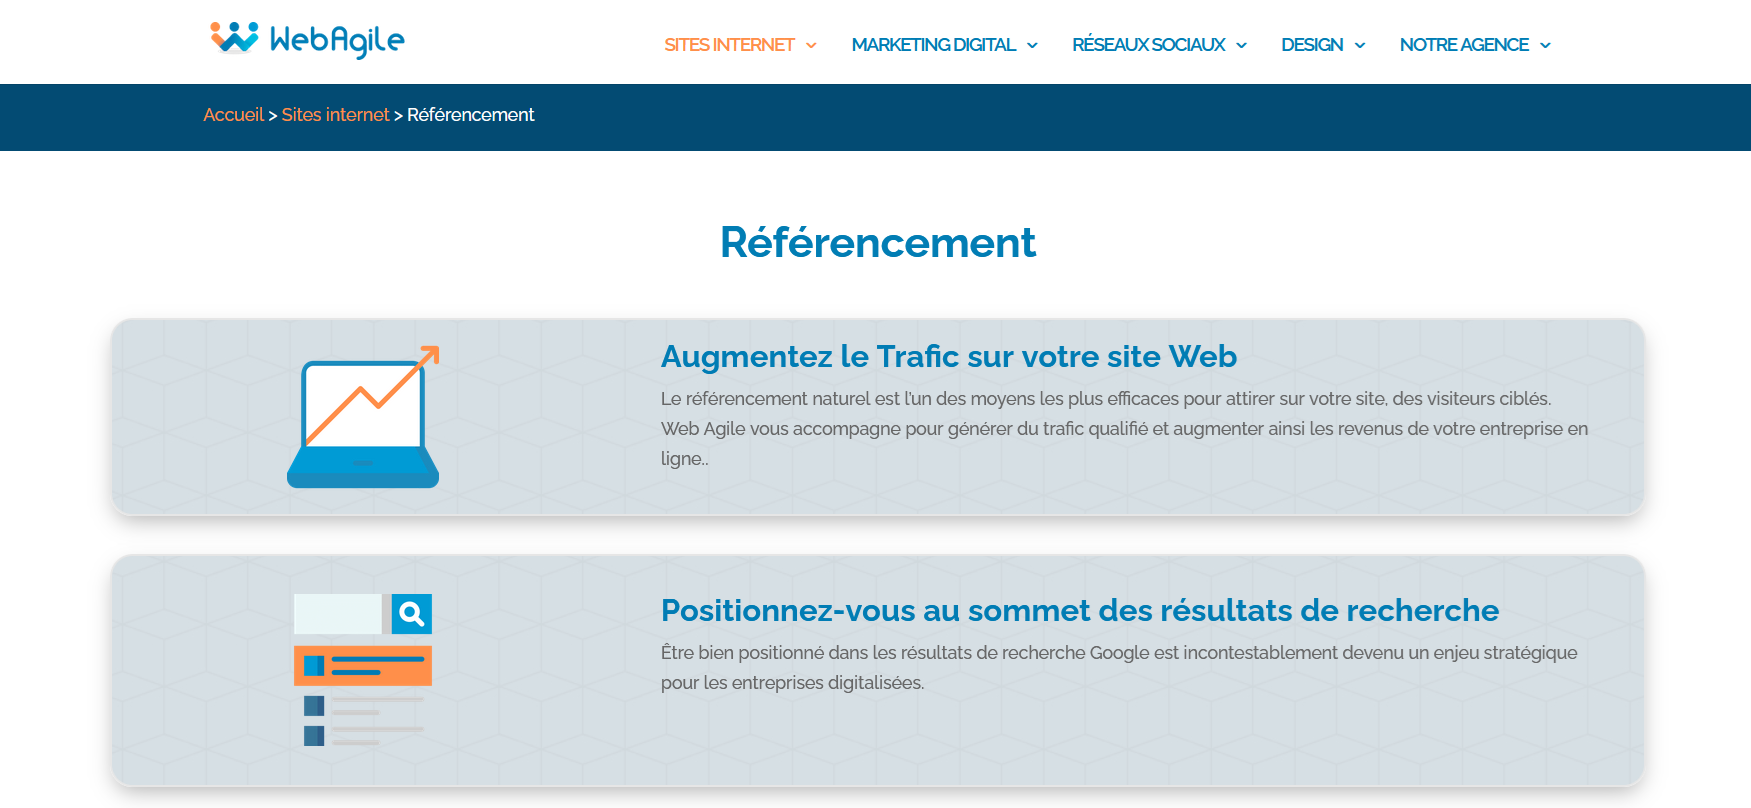 WebAgile
SITES INTERNET
MARKETING DIGITAL
RÉSEAUX SOCIAUX
DESIGN
NOTRE AGENCE
Accueil > Sites internet > Référencement
Référencement
Augmentez le Trafic sur votre site Web
Le référencement naturel est l'un des moyens les plus efficaces pour attirer sur votre site, des visiteurs ciblés.
Web Agile vous accompagne pour générer du trafic qualifié et augmenter ainsi les revenus de votre entreprise en
ligne..
Positionnez-vous au sommet des résultats de recherche
Être bien positionné dans les résultats de recherche Google est incontestablement devenu un enjeu stratégique
pour les entreprises digitalisées.